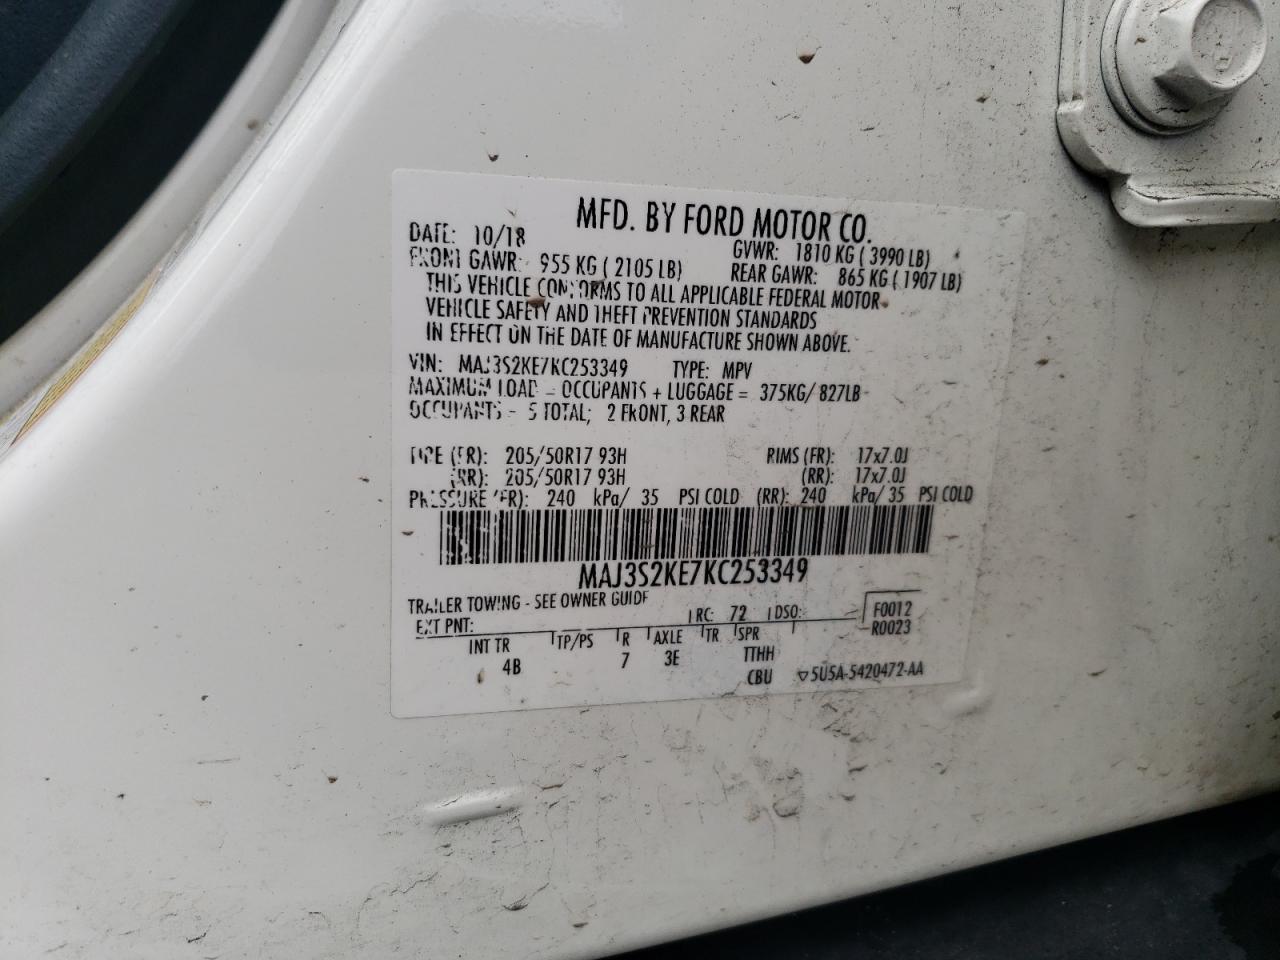 MFD. BY FORD MOTOR CO.
DATE: 10/18 GVWR: 1810 KG ( 3990 LB)
FRONT GAWR: 955 KG ( 2105 LB) REAR GAWR: 865 KG ( 1907 LB)
THIS VEHICLE CONFORMS TO ALL APPLICABLE FEDERAL MOTOR
VEHICLE SAFETY AND THEFT PREVENTION STANDARDS
IN EFFECT ON THE DATE OF MANUFACTURE SHOWN ABOVE.
VIN: MAJ3S2KE7KC253349 TYPE: MPV
MAXIMUM LOAD = OCCUPANTS + LUGGAGE = 375KG/ 827LB
OCCUPANTS - 5 TOTAL; 2 FRONT, 3 REAR
TIRE (FR): 205/50R17 93H RIMS (FR): 17x7.0J
(RR): 205/50R17 93H (RR): 17x7.0J
PRESSURE (FR): 240 kPa/ 35 PSI COLD (RR): 240 kPa/ 35 PSI COLD
MAJ3S2KE7KC253349
TRAILER TOWING - SEE OWNER GUIDE
EXT PNT: RC: 72 DSO: F0012
R0023
INT TR TP/PS R AXLE TR SPR
4B 7 3E TTHH
CBU ▽5U5A-5420472-AA